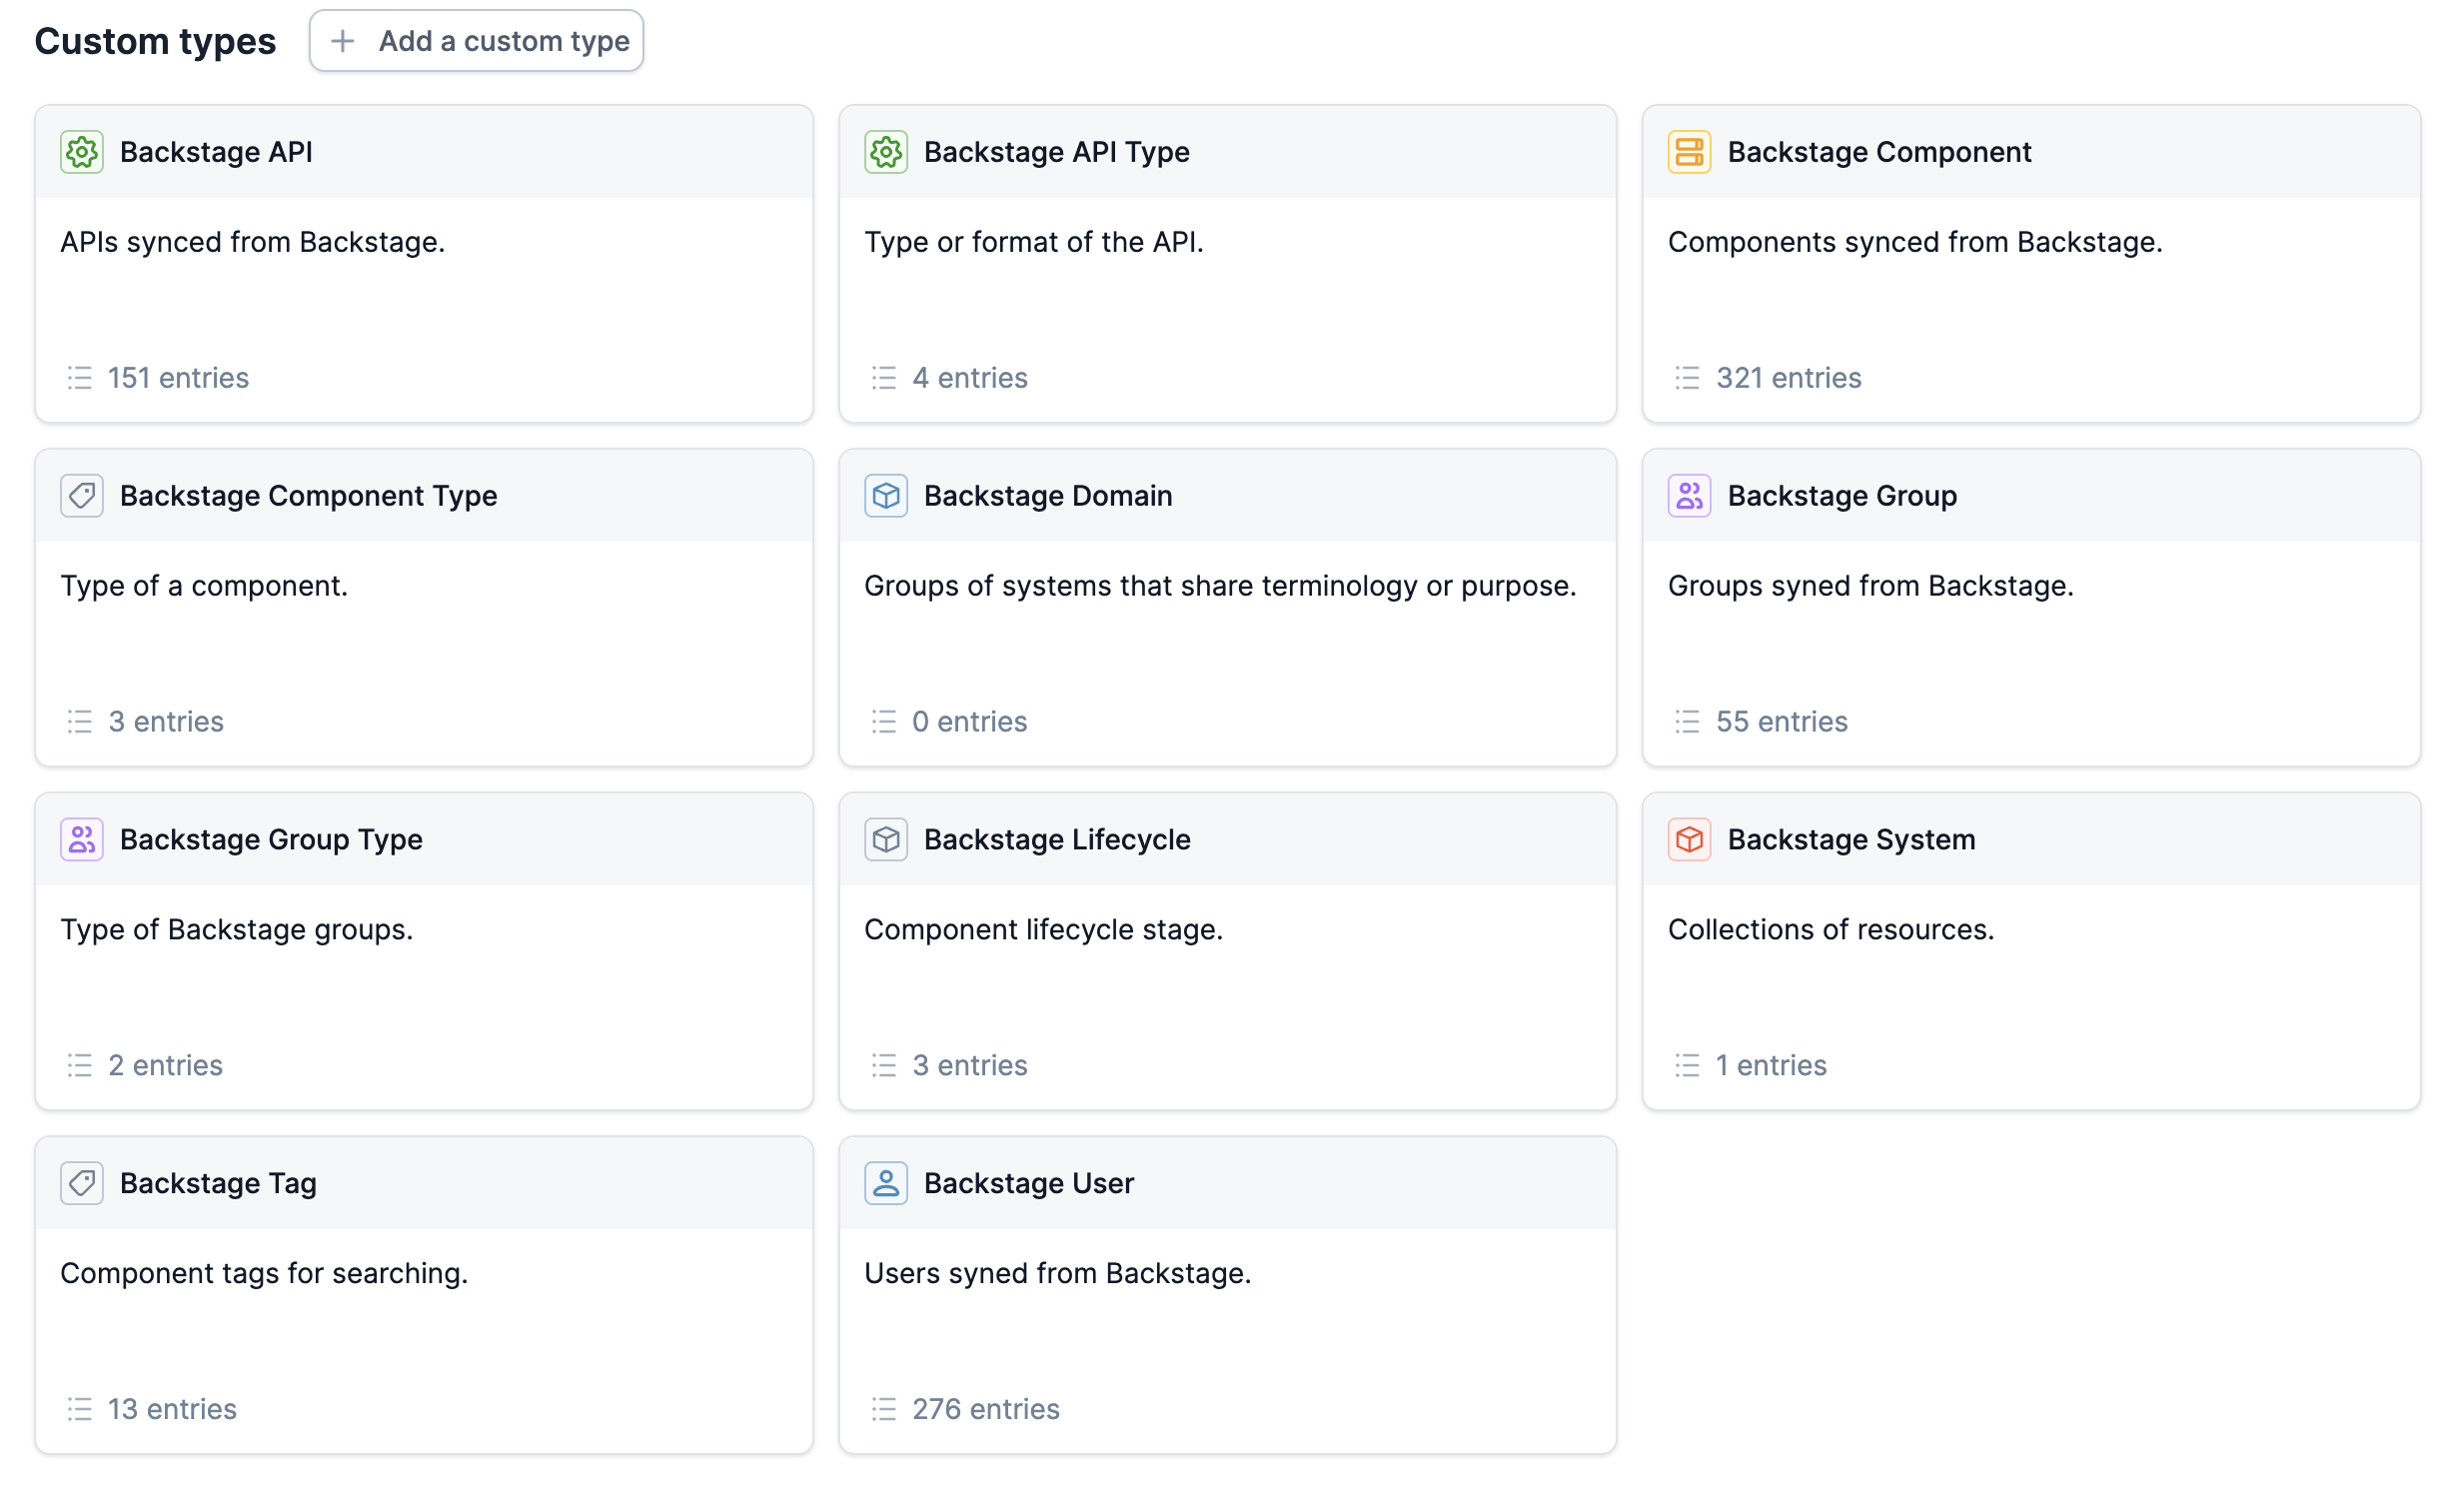 Custom types
Add a custom type
Backstage API
APIs synced from Backstage.
151 entries
Backstage API Type
Type or format of the API.
4 entries
Backstage Component
Components synced from Backstage.
321 entries
Backstage Component Type
Type of a component.
3 entries
Backstage Domain
Groups of systems that share terminology or purpose.
0 entries
Backstage Group
Groups syned from Backstage.
55 entries
Backstage Group Type
Type of Backstage groups.
2 entries
Backstage Lifecycle
Component lifecycle stage.
3 entries
Backstage System
Collections of resources.
1 entries
Backstage Tag
Component tags for searching.
13 entries
Backstage User
Users syned from Backstage.
276 entries